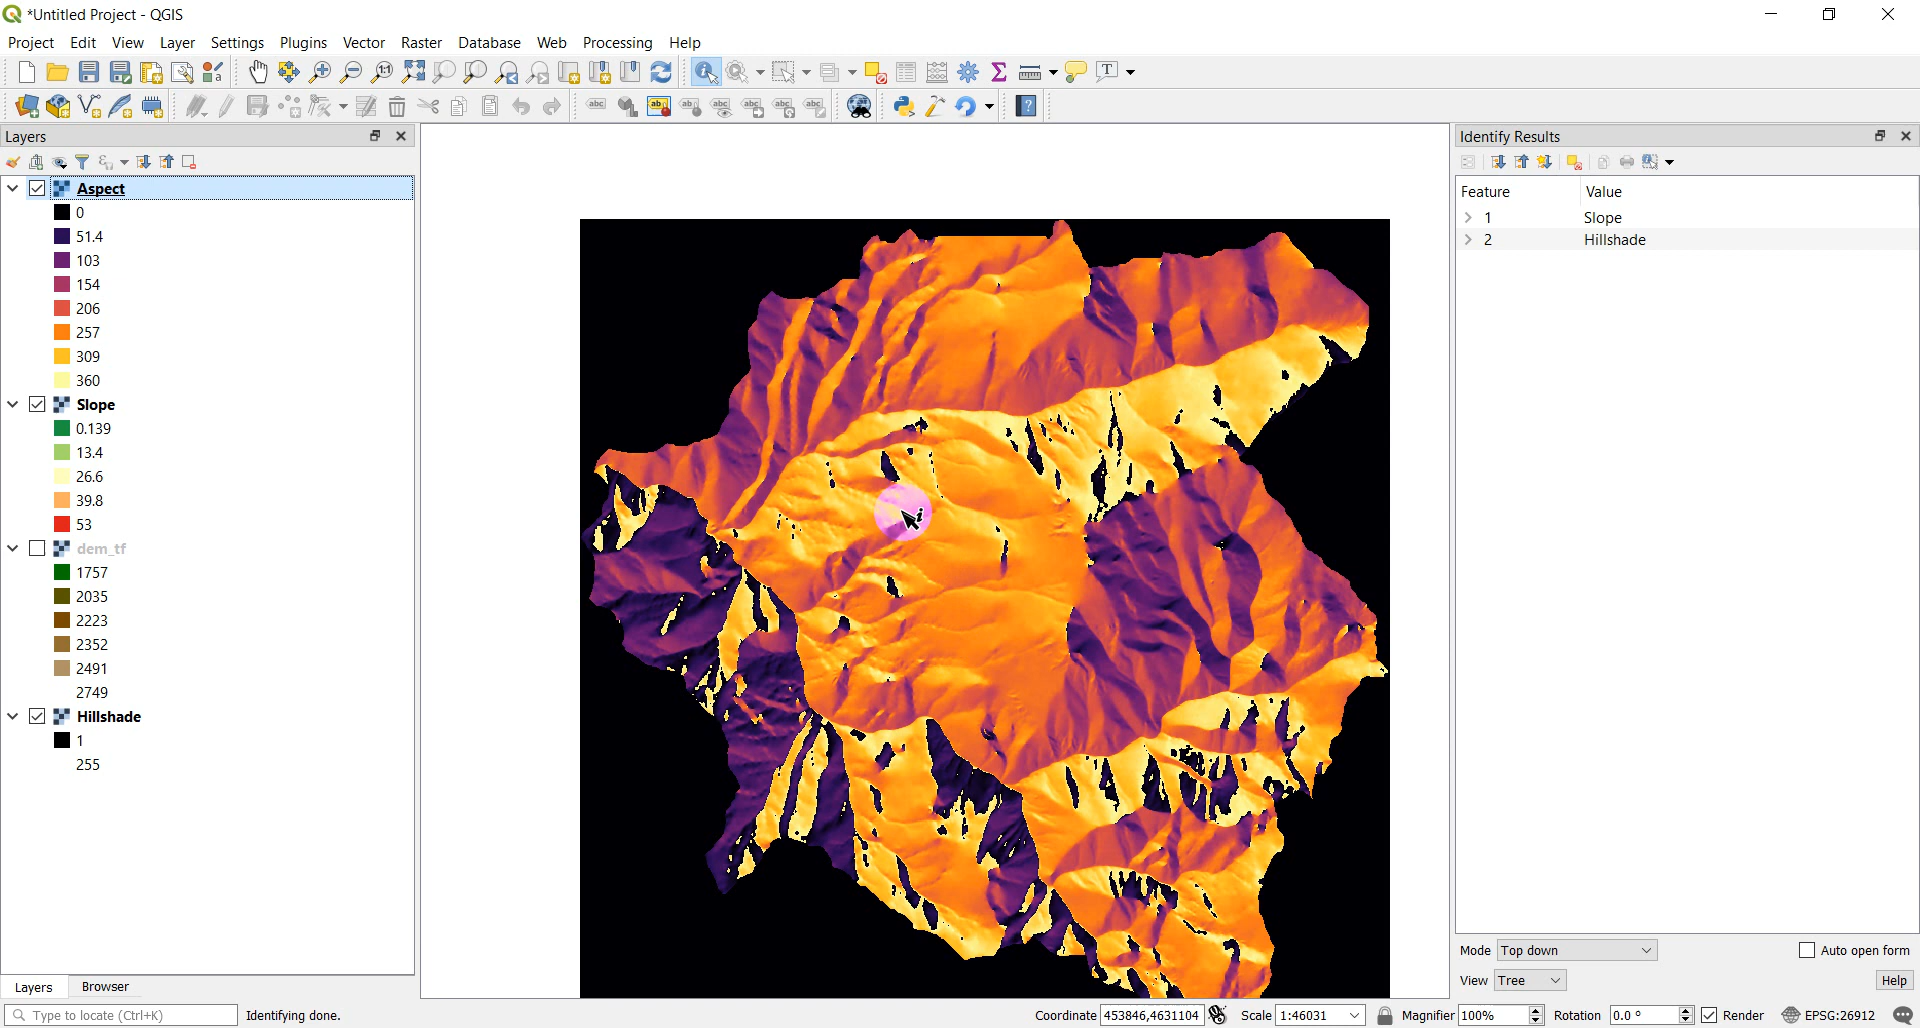 *Untitled Project - QGIS
Project Edit View Layer Settings Plugins Vector Raster Database Web Processing Help
Layers
Aspect
0
51.4
103
154
206
257
309
360
Slope
0.139
13.4
26.6
39.8
53
dem_tf
1757
2035
2223
2352
2491
2749
Hillshade
1
255
Layers Browser
Identify Results
Feature Value
1 Slope
2 Hillshade
Mode Top down Auto open form
View Tree Help
Type to locate (Ctrl+K) Identifying done. Coordinate 453846,4631104 Scale 1:46031 Magnifier 100% Rotation 0.0 ° Render EPSG:26912